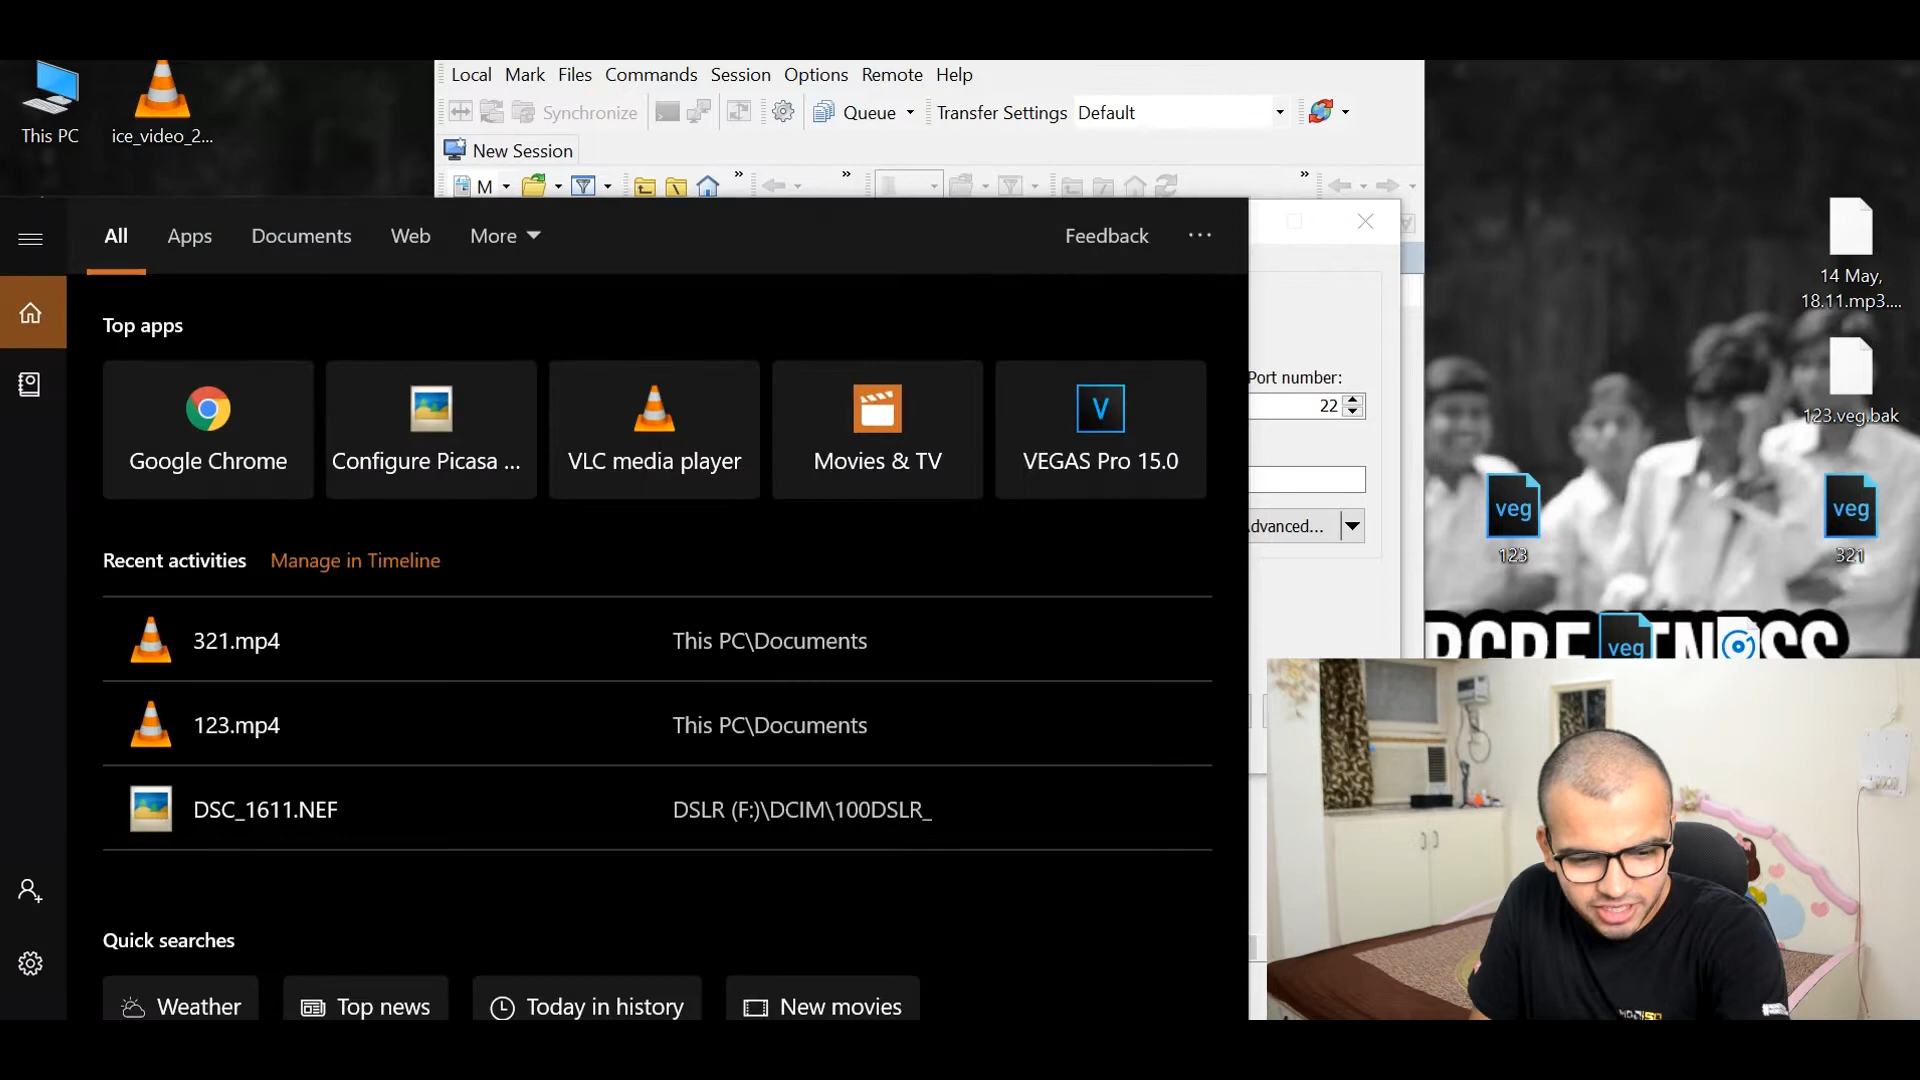 This PC
ice_video_2...
Local Mark Files Commands Session Options Remote Help
Synchronize Queue Transfer Settings Default
New Session
M
All Apps Documents Web More Feedback
Top apps
Google Chrome
Configure Picasa ...
VLC media player
Movies & TV
VEGAS Pro 15.0
Recent activities Manage in Timeline
321.mp4 This PC\Documents
123.mp4 This PC\Documents
DSC_1611.NEF DSLR (F:)\DCIM\100DSLR_
Quick searches
Weather
Top news
Today in history
New movies
Port number:
22
dvanced...
14 May,
18.11.mp3....
123.veg.bak
veg
123
veg
321
veg